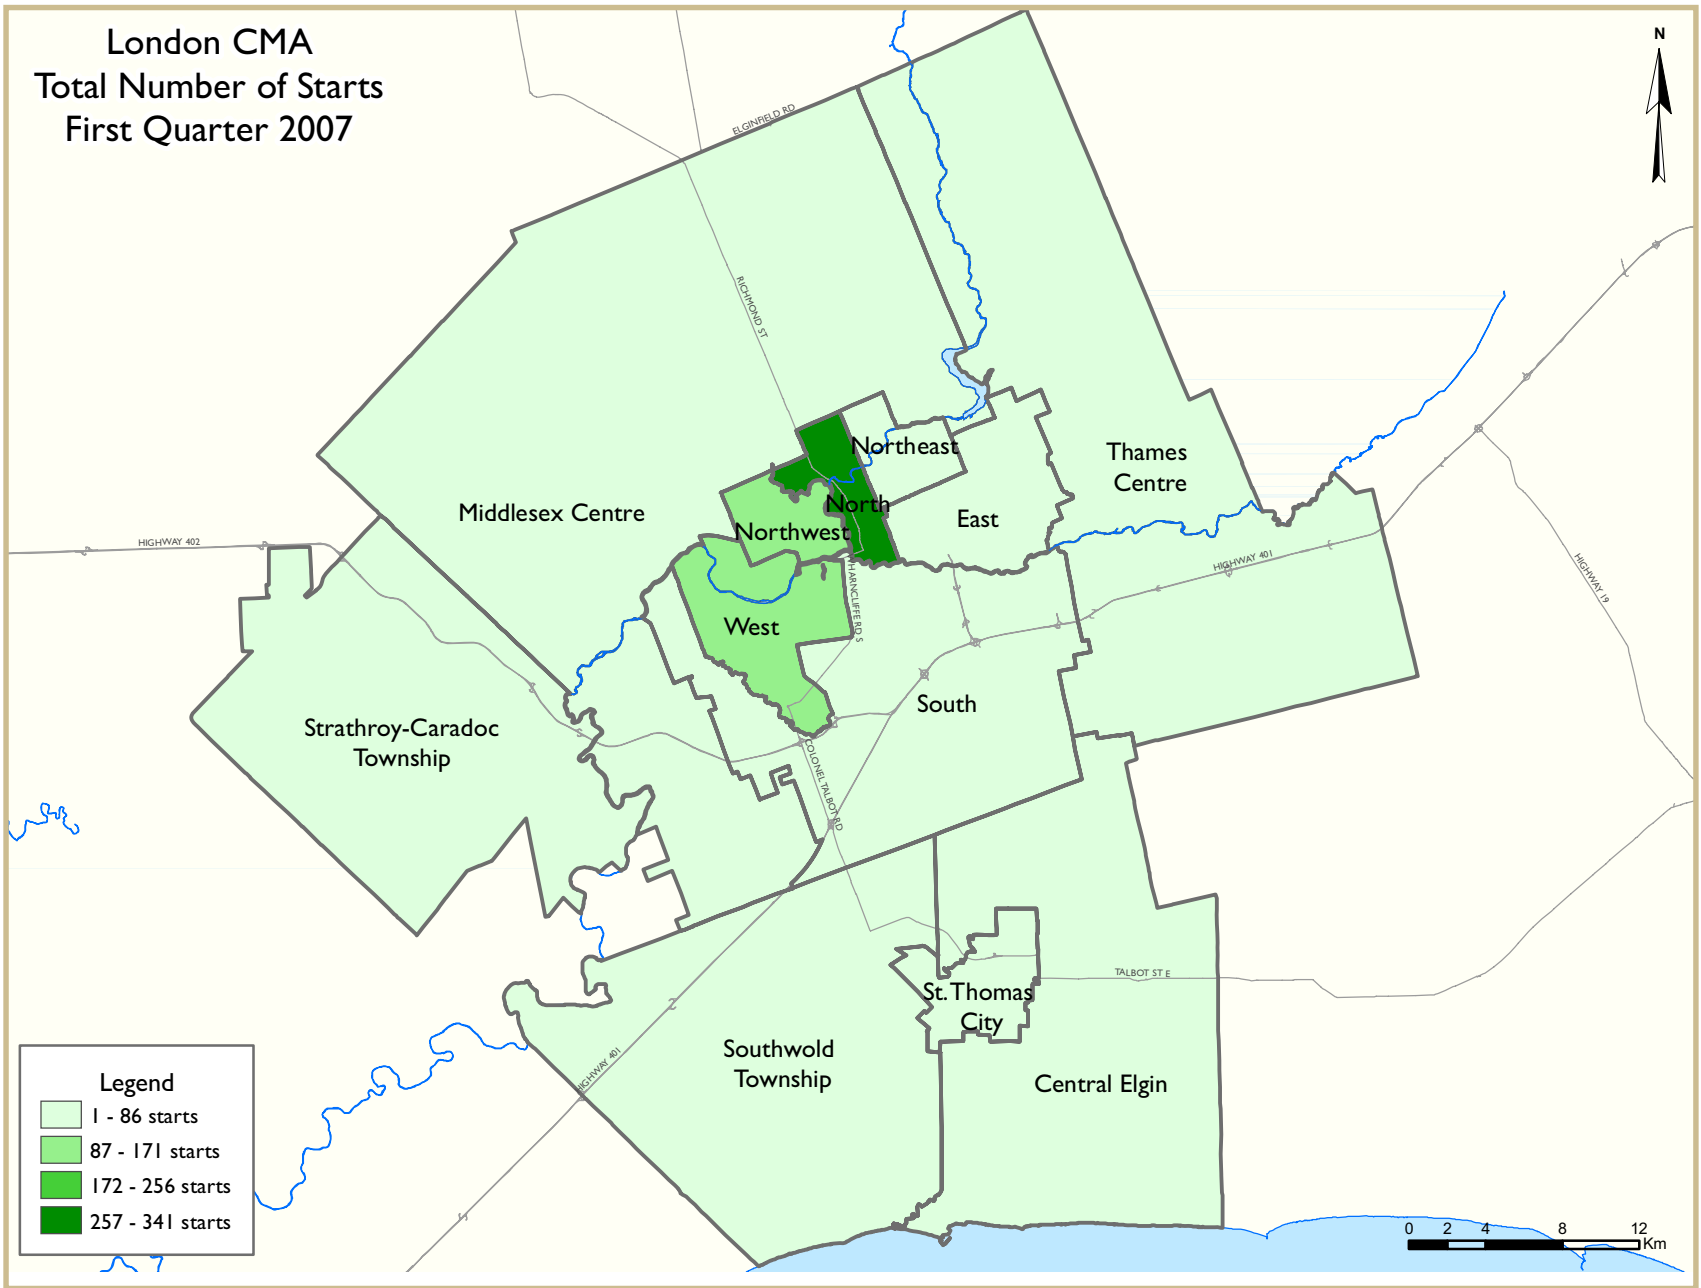 London CMA
Total Number of Starts
First Quarter 2007
N
ELGINFIELD RD
RICHMOND ST
Northeast
Thames
Centre
North
Middlesex Centre
East
Northwest
HIGHWAY 402
HIGHWAY 401
HIGHWAY 19
WHARNCLIFFE RD S
West
South
Strathroy-Caradoc
Township
COLONEL TALBOT RD
TALBOT ST E
St. Thomas
City
Southwold
Township
HIGHWAY 401
Central Elgin
Legend
1 - 86 starts
87 - 171 starts
172 - 256 starts
257 - 341 starts
0 2 4 8 12
Km